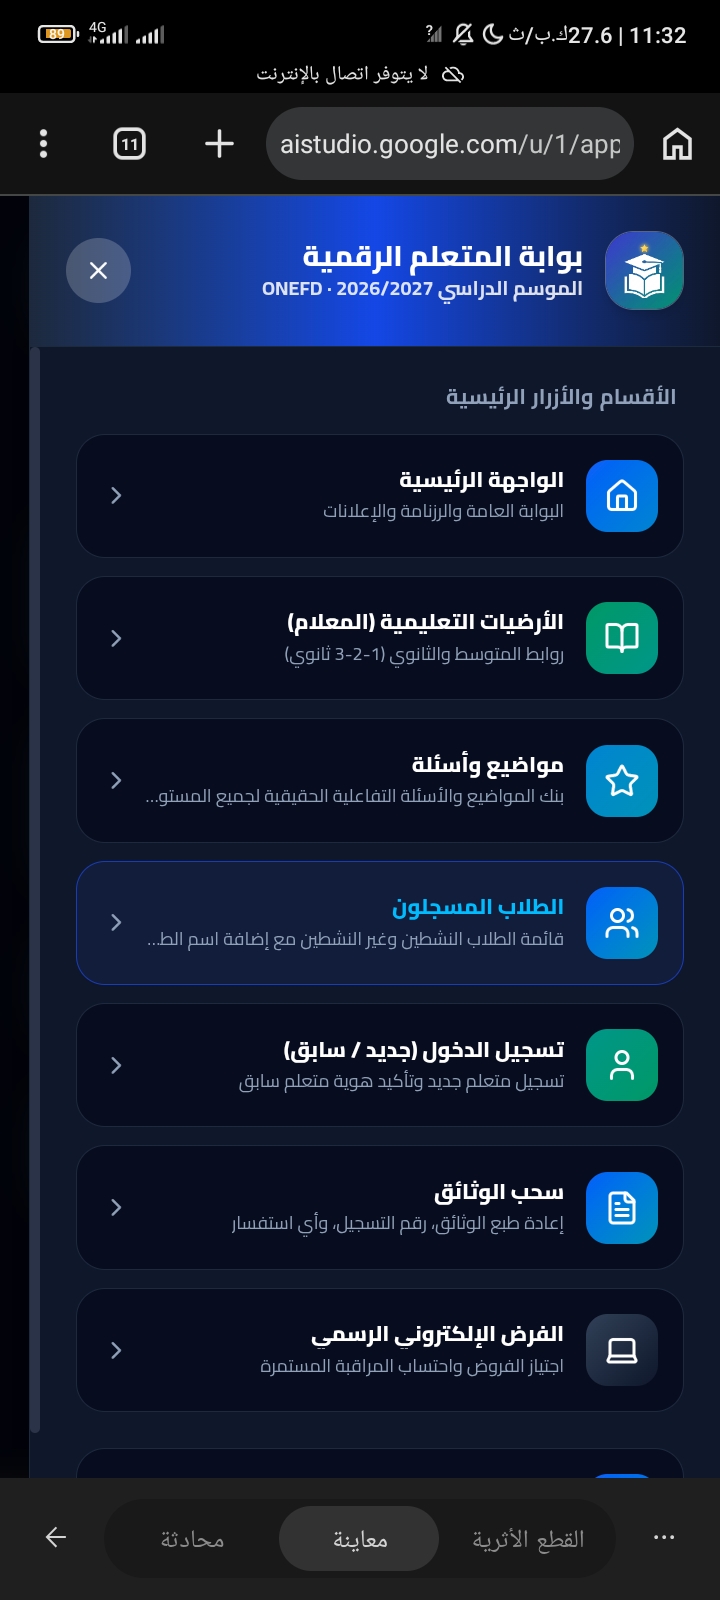 11:32 | 27.6ك.ب/ث
4G
89
لا يتوفر اتصال بالإنترنت
aistudio.google.com/u/1/app
11
بوابة المتعلم الرقمية
الموسم الدراسي 2026/2027 · ONEFD
الأقسام والأزرار الرئيسية
الواجهة الرئيسية
البوابة العامة والرزنامة والإعلانات
الأرضيات التعليمية (المعلام)
روابط المتوسط والثانوي (1-2-3 ثانوي)
مواضيع وأسئلة
بنك المواضيع والأسئلة التفاعلية الحقيقية لجميع المستو...
الطلاب المسجلون
قائمة الطلاب النشطين وغير النشطين مع إضافة اسم الط...
تسجيل الدخول (جديد / سابق)
تسجيل متعلم جديد وتأكيد هوية متعلم سابق
سحب الوثائق
إعادة طبع الوثائق، رقم التسجيل، وأي استفسار
الفرض الإلكتروني الرسمي
اجتياز الفروض واحتساب المراقبة المستمرة
القطع الأثرية
معاينة
محادثة